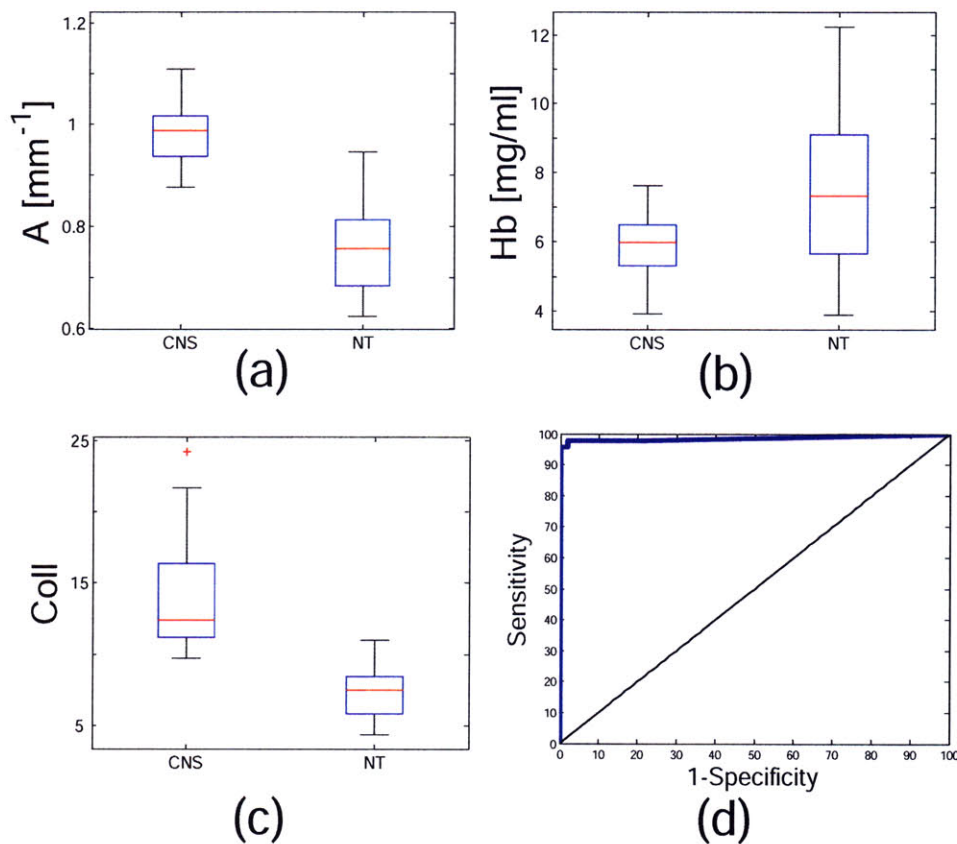 1.2
1
0.8
0.6
A [mm-1]
CNS
NT
(a)
12
10
8
6
4
Hb [mg/ml]
CNS
NT
(b)
25
15
5
Coll
CNS
NT
(c)
100
90
80
70
60
50
40
30
20
10
0
Sensitivity
0 10 20 30 40 50 60 70 80 90 100
1-Specificity
(d)